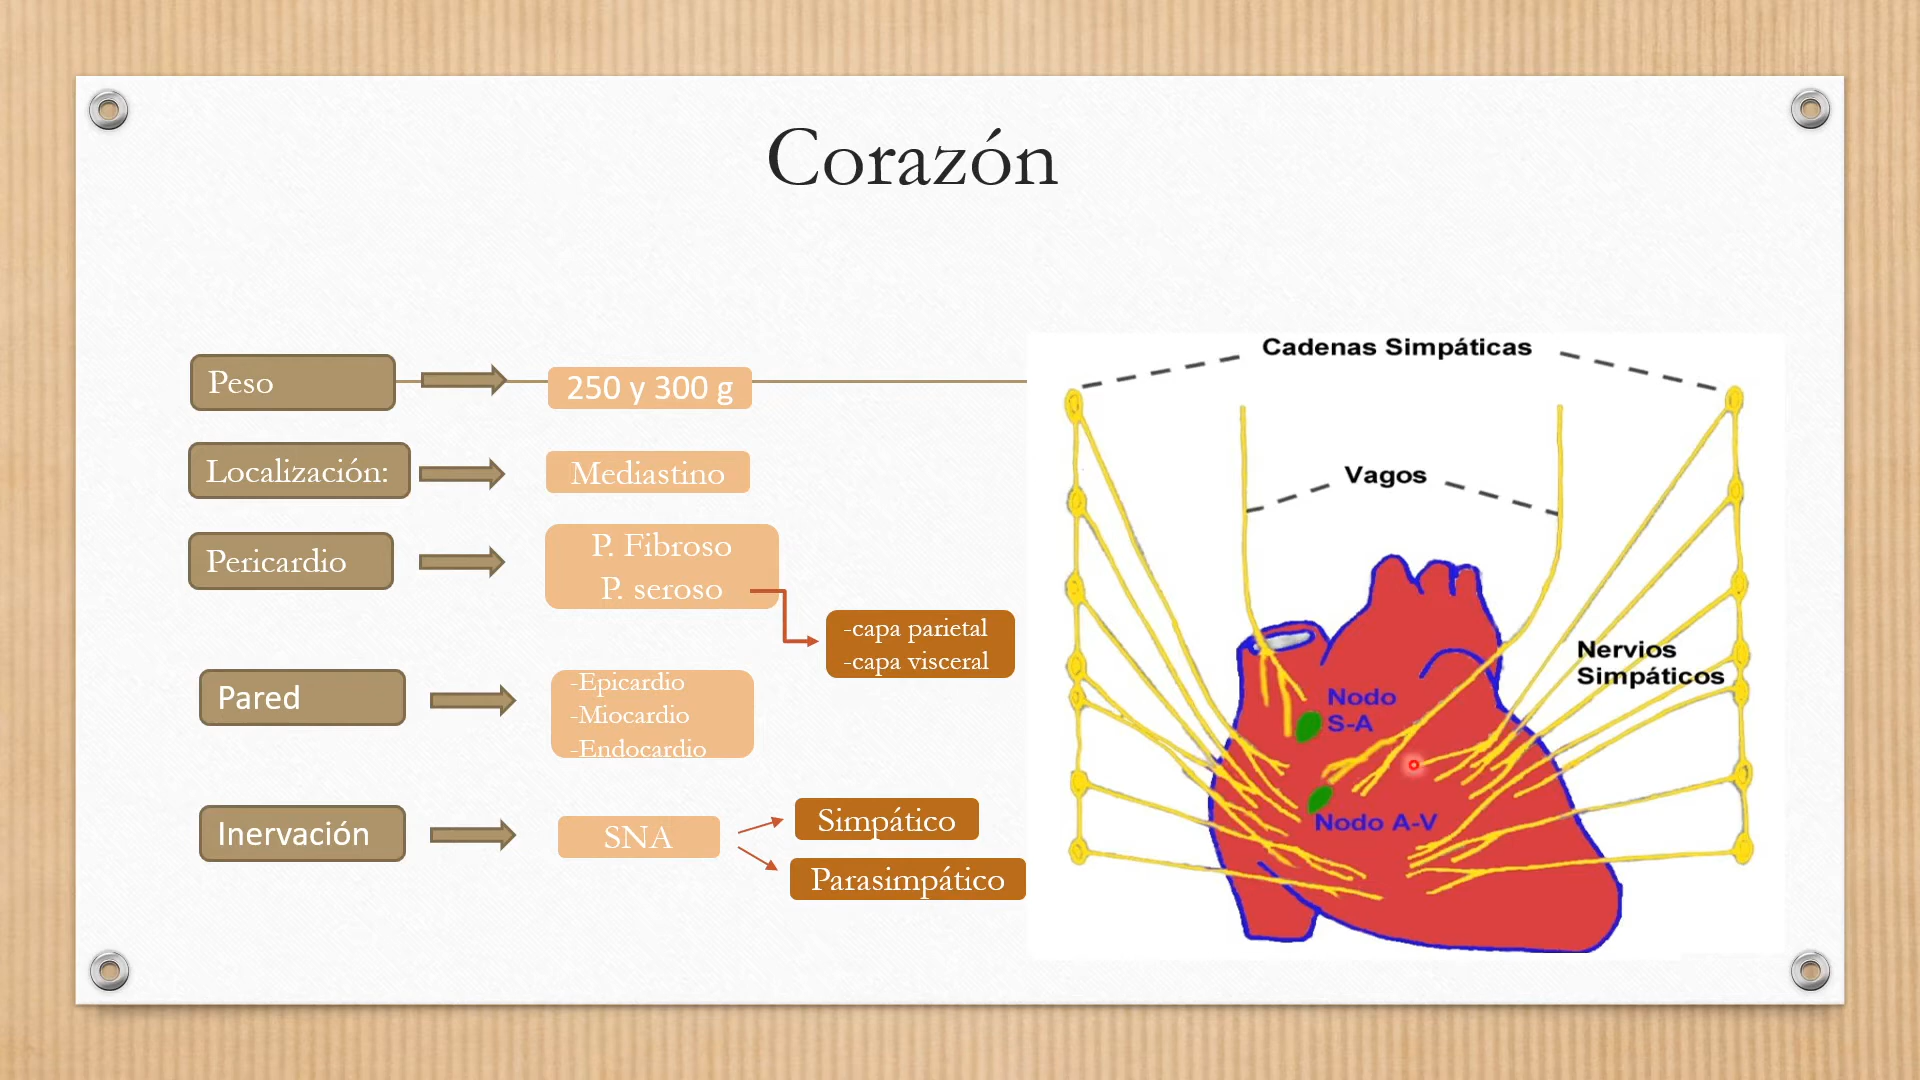 Corazón
Peso
250 y 300 g
Localización:
Mediastino
Pericardio
P. Fibroso
P. seroso
-capa parietal
-capa visceral
Pared
-Epicardio
-Miocardio
-Endocardio
Inervación
SNA
Simpático
Parasimpático
Cadenas Simpáticas
Vagos
Nervios
Simpáticos
Nodo
S-A
Nodo A-V